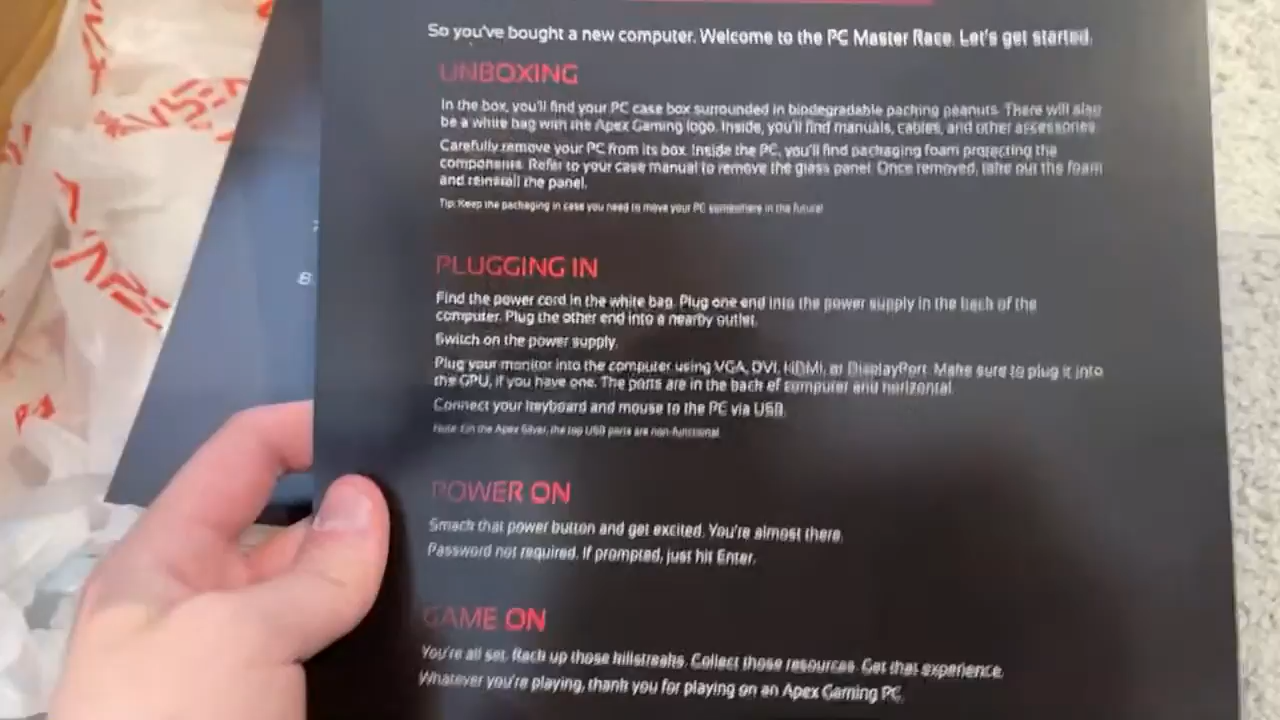 So you've bought a new computer. Welcome to the PC Master Race. Let's get started.
UNBOXING
In the box, you'll find your PC case box surrounded in biodegradable packing peanuts. There will also
be a white bag with the Apex Gaming logo. Inside, you'll find manuals, cables, and other accessories.
Carefully remove your PC from its box. Inside the PC, you'll find packaging foam protecting the
components. Refer to your case manual to remove the glass panel. Once removed, take out the foam
and reinstall the panel.
Tip: Keep the packaging in case you need to move your PC somewhere in the future!
PLUGGING IN
Find the power cord in the white bag. Plug one end into the power supply in the back of the
computer. Plug the other end into a nearby outlet.
Switch on the power supply.
Plug your monitor into the computer using VGA, DVI, HDMI, or DisplayPort. Make sure to plug it into
the GPU, if you have one. The ports are in the back of computer and horizontal.
Connect your keyboard and mouse to the PC via USB.
Note: On the Apex Silver, the top USB ports are non-functional.
POWER ON
Smack that power button and get excited. You're almost there.
Password not required. If prompted, just hit Enter.
GAME ON
You're all set. Rack up those killstreaks. Collect those resources. Get that experience.
Whatever you're playing, thank you for playing on an Apex Gaming PC.
8